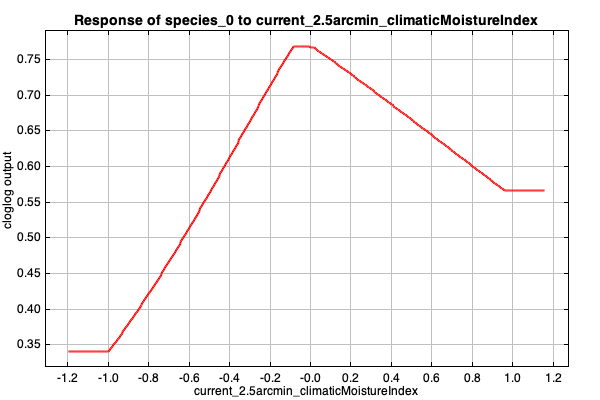 Response of species_0 to current_2.5arcmin_climaticMoistureIndex
0.75
0.70
0.65
0.60
0.55
0.50
0.45
0.40
0.35
cloglog output
-1.2 -1.0 -0.8 -0.6 -0.4 -0.2 -0.0 0.2 0.4 0.6 0.8 1.0 1.2
current_2.5arcmin_climaticMoistureIndex